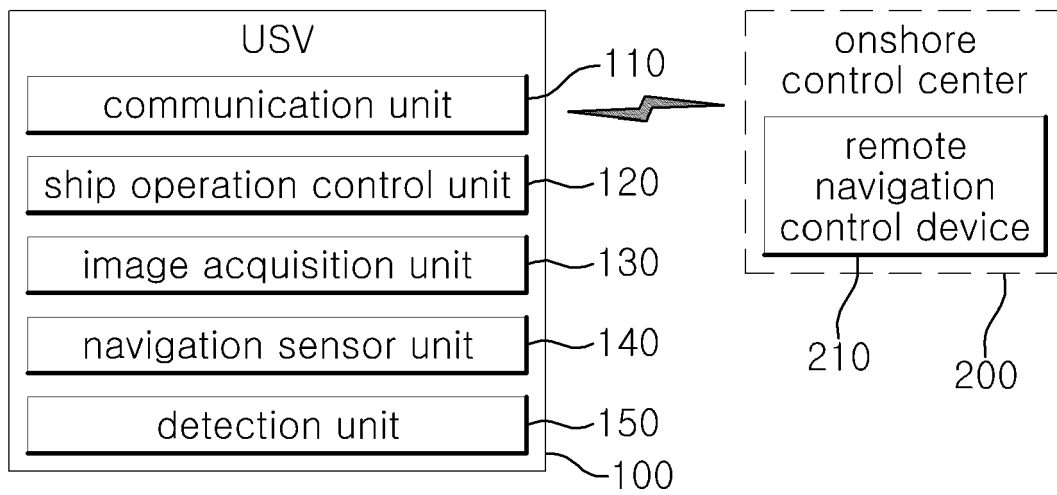 USV
communication unit
110
ship operation control unit
120
image acquisition unit
130
navigation sensor unit
140
detection unit
150
100
onshore
control center
remote
navigation
control device
210
200